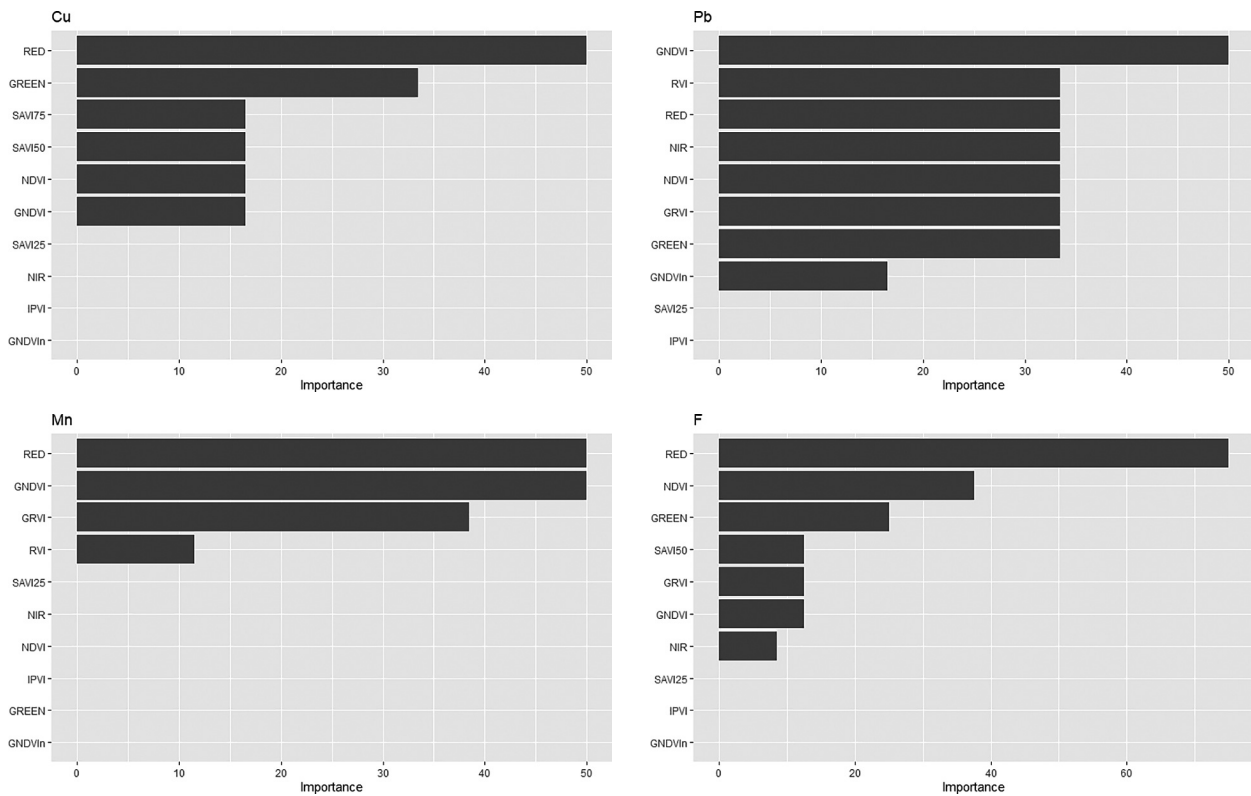 Cu
RED
GREEN
SAVI75
SAVI50
NDVI
GNDVI
SAVI25
NIR
IPVI
GNDVIn
0 10 20 30 40 50
Importance
Pb
GNDVI
RVI
RED
NIR
NDVI
GRVI
GREEN
GNDVIn
SAVI25
IPVI
0 10 20 30 40 50
Importance
Mn
RED
GNDVI
GRVI
RVI
SAVI25
NIR
NDVI
IPVI
GREEN
GNDVIn
0 10 20 30 40 50
Importance
F
RED
NDVI
GREEN
SAVI50
GRVI
GNDVI
NIR
SAVI25
IPVI
GNDVIn
0 20 40 60
Importance